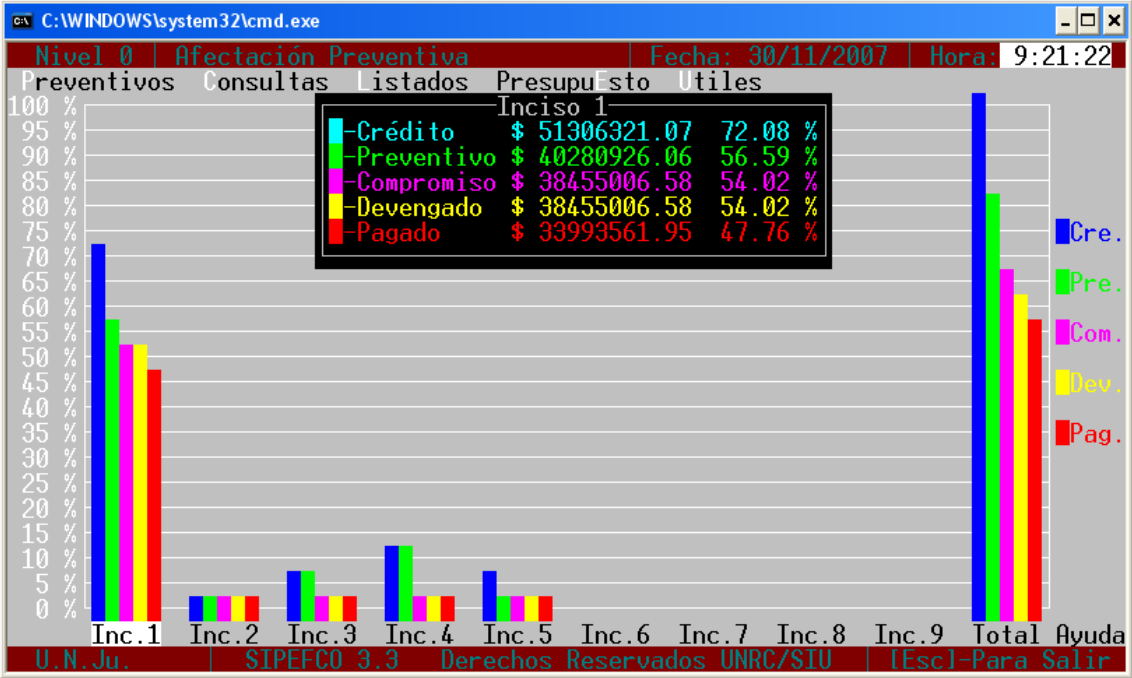 C:\WINDOWS\system32\cmd.exe
Nivel 0 | Afectación Preventiva | Fecha: 30/11/2007 | Hora: 9:21:22
Preventivos Consultas Listados PresupuEsto Utiles
Inciso 1
-Crédito $ 51306321.07 72.08 %
-Preventivo $ 40280926.06 56.59 %
-Compromiso $ 38455006.58 54.02 %
-Devengado $ 38455006.58 54.02 %
-Pagado $ 33993561.95 47.76 %
100 %
95 %
90 %
85 %
80 %
75 %
70 %
65 %
60 %
55 %
50 %
45 %
40 %
35 %
30 %
25 %
20 %
15 %
10 %
5 %
0 %
Cre.
Pre.
Com.
Dev.
Pag.
Inc.1 Inc.2 Inc.3 Inc.4 Inc.5 Inc.6 Inc.7 Inc.8 Inc.9 Total Ayuda
U.N.Ju. | SIPEFCO 3.3 Derechos Reservados UNRC/SIU | [Esc]-Para Salir